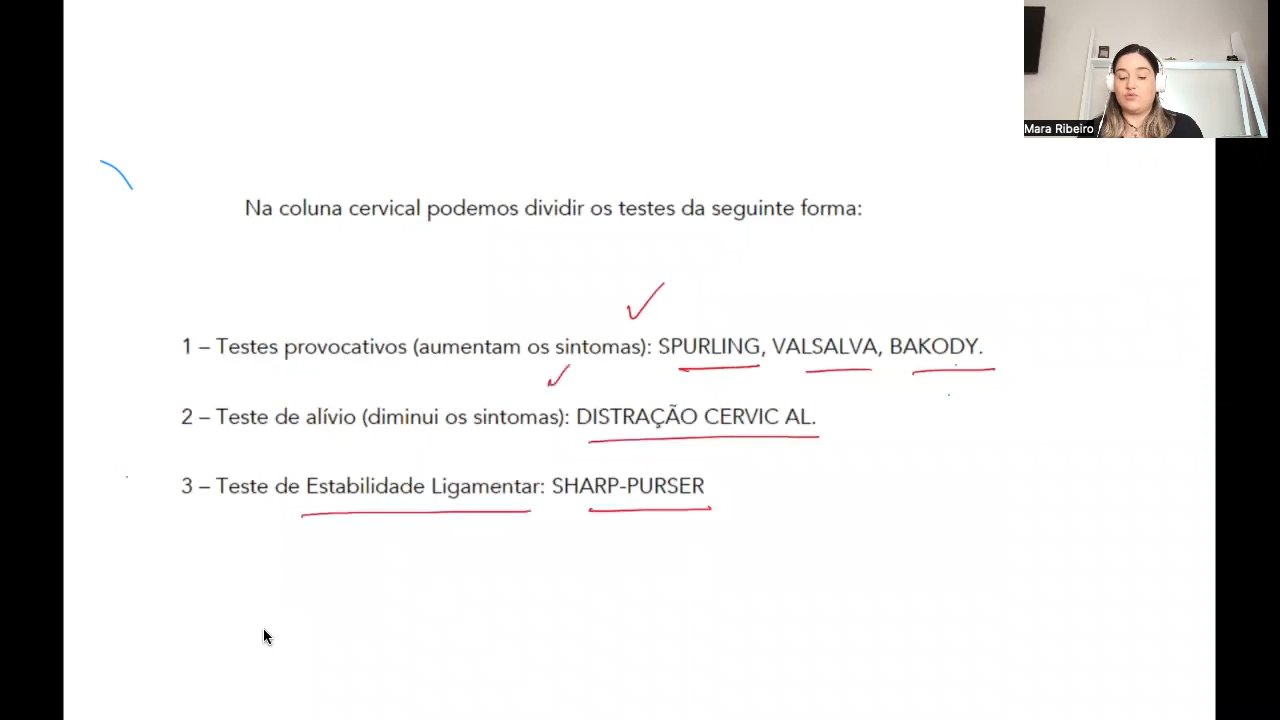 Mara Ribeiro
Na coluna cervical podemos dividir os testes da seguinte forma:
1 – Testes provocativos (aumentam os sintomas): SPURLING, VALSALVA, BAKODY.
2 – Teste de alívio (diminui os sintomas): DISTRAÇÃO CERVIC AL.
3 – Teste de Estabilidade Ligamentar: SHARP-PURSER